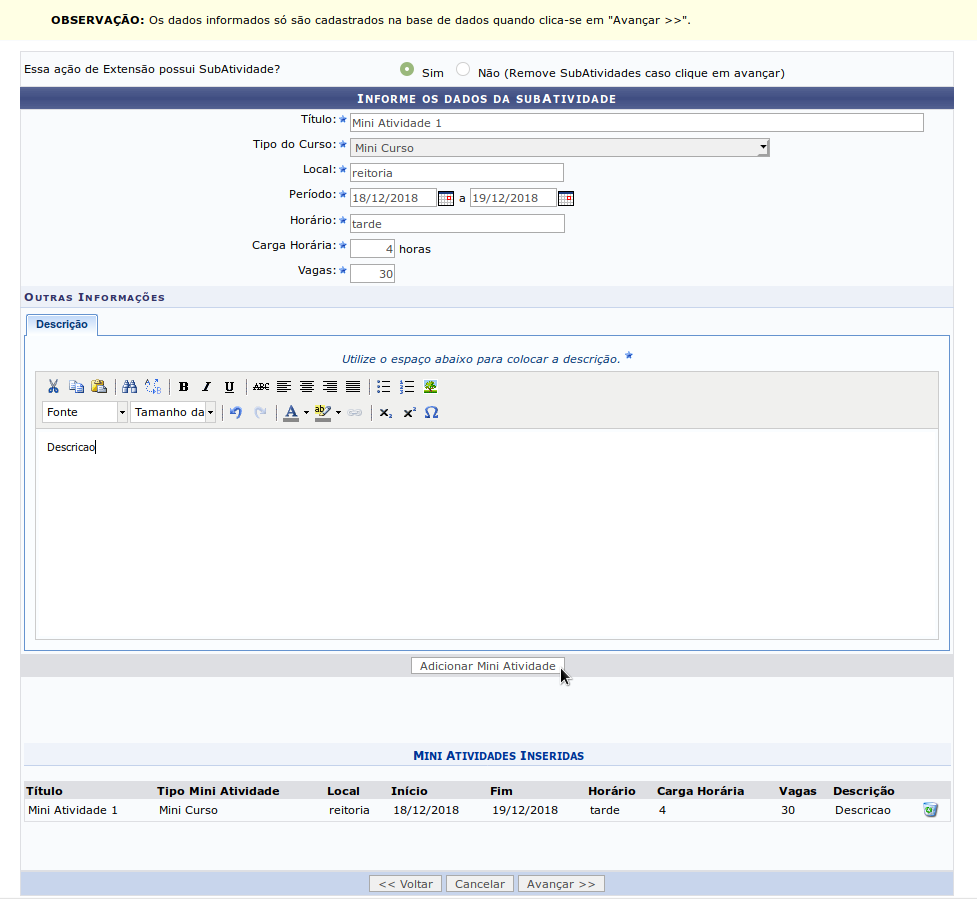 OBSERVAÇÃO: Os dados informados só são cadastrados na base de dados quando clica-se em "Avançar >>".
Essa ação de Extensão possui SubAtividade? Sim Não (Remove SubAtividades caso clique em avançar)
Informe os dados da subAtividade
Título: Mini Atividade 1
Tipo do Curso: Mini Curso
Local: reitoria
Período: 18/12/2018 a 19/12/2018
Horário: tarde
Carga Horária: 4 horas
Vagas: 30
Outras Informações
Descrição
Utilize o espaço abaixo para colocar a descrição.
B I U ABC
Fonte Tamanho da A ab x₂ x² Ω
Descricao
Adicionar Mini Atividade
Mini Atividades Inseridas
Título Tipo Mini Atividade Local Início Fim Horário Carga Horária Vagas Descrição
Mini Atividade 1 Mini Curso reitoria 18/12/2018 19/12/2018 tarde 4 30 Descricao
<< Voltar Cancelar Avançar >>